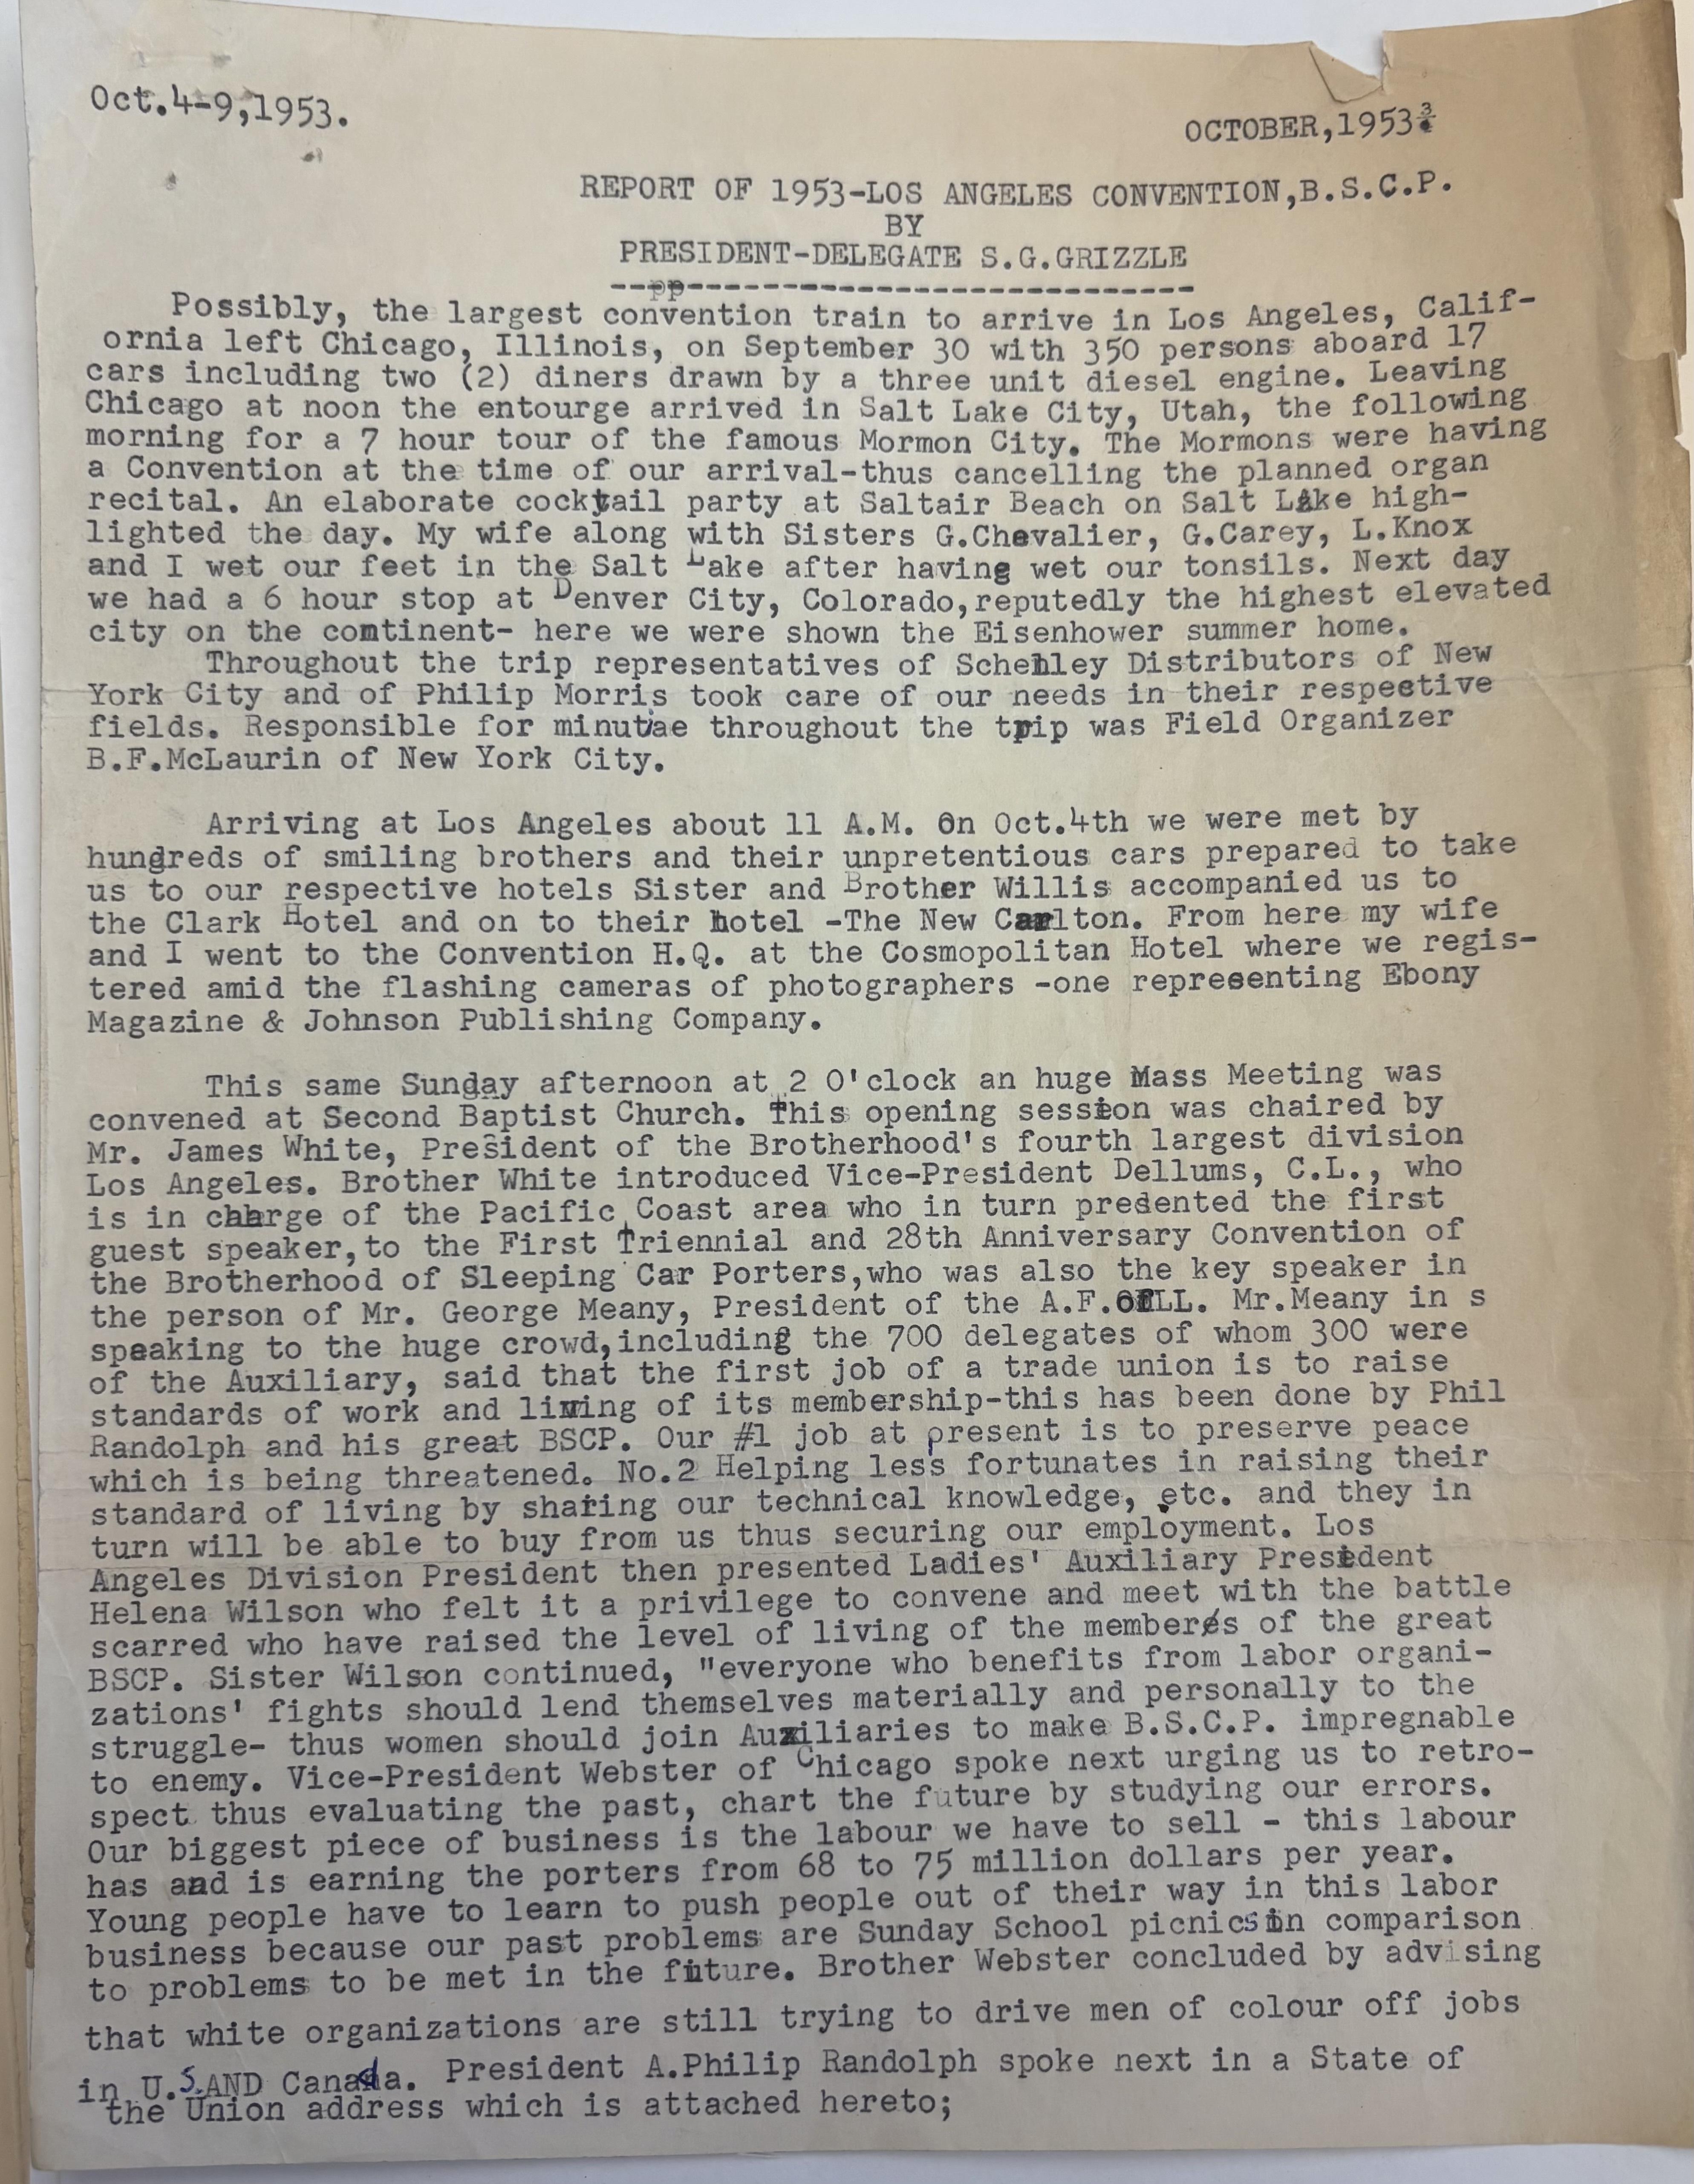 Oct.4-9,1953.
OCTOBER,1953
REPORT OF 1953-LOS ANGELES CONVENTION,B.S.C.P.
BY
PRESIDENT-DELEGATE S.G.GRIZZLE
Possibly, the largest convention train to arrive in Los Angeles, Calif-
ornia left Chicago, Illinois, on September 30 with 350 persons aboard 17
cars including two (2) diners drawn by a three unit diesel engine. Leaving
Chicago at noon the entourge arrived in Salt Lake City, Utah, the following
morning for a 7 hour tour of the famous Mormon City. The Mormons were having
a Convention at the time of our arrival-thus cancelling the planned organ
recital. An elaborate cocktail party at Saltair Beach on Salt Lake high-
lighted the day. My wife along with Sisters G.Chevalier, G.Carey, L.Knox
and I wet our feet in the Salt Lake after having wet our tonsils. Next day
we had a 6 hour stop at Denver City, Colorado,reputedly the highest elevated
city on the continent- here we were shown the Eisenhower summer home.
Throughout the trip representatives of Schenley Distributors of New
York City and of Philip Morris took care of our needs in their respective
fields. Responsible for minutae throughout the trip was Field Organizer
B.F.McLaurin of New York City.
Arriving at Los Angeles about 11 A.M. On Oct.4th we were met by
hundreds of smiling brothers and their unpretentious cars prepared to take
us to our respective hotels Sister and Brother Willis accompanied us to
the Clark Hotel and on to their hotel -The New Carlton. From here my wife
and I went to the Convention H.Q. at the Cosmopolitan Hotel where we regis-
tered amid the flashing cameras of photographers -one representing Ebony
Magazine & Johnson Publishing Company.
This same Sunday afternoon at 2 O'clock an huge Mass Meeting was
convened at Second Baptist Church. This opening session was chaired by
Mr. James White, President of the Brotherhood's fourth largest division
Los Angeles. Brother White introduced Vice-President Dellums, C.L., who
is in charge of the Pacific Coast area who in turn presented the first
guest speaker,to the First Triennial and 28th Anniversary Convention of
the Brotherhood of Sleeping Car Porters,who was also the key speaker in
the person of Mr. George Meany, President of the A.F.OfL. Mr.Meany in s
speaking to the huge crowd,including the 700 delegates of whom 300 were
of the Auxiliary, said that the first job of a trade union is to raise
standards of work and living of its membership-this has been done by Phil
Randolph and his great BSCP. Our #1 job at present is to preserve peace
which is being threatened. No.2 Helping less fortunates in raising their
standard of living by sharing our technical knowledge, etc. and they in
turn will be able to buy from us thus securing our employment. Los
Angeles Division President then presented Ladies' Auxiliary President
Helena Wilson who felt it a privilege to convene and meet with the battle
scarred who have raised the level of living of the members of the great
BSCP. Sister Wilson continued, "everyone who benefits from labor organi-
zations' fights should lend themselves materially and personally to the
struggle- thus women should join Auxiliaries to make B.S.C.P. impregnable
to enemy. Vice-President Webster of Chicago spoke next urging us to retro-
spect thus evaluating the past, chart the future by studying our errors.
Our biggest piece of business is the labour we have to sell - this labour
has and is earning the porters from 68 to 75 million dollars per year.
Young people have to learn to push people out of their way in this labor
business because our past problems are Sunday School picnics in comparison
to problems to be met in the future. Brother Webster concluded by advising
that white organizations are still trying to drive men of colour off jobs
in U.S.AND Canada. President A.Philip Randolph spoke next in a State of
the Union address which is attached hereto;